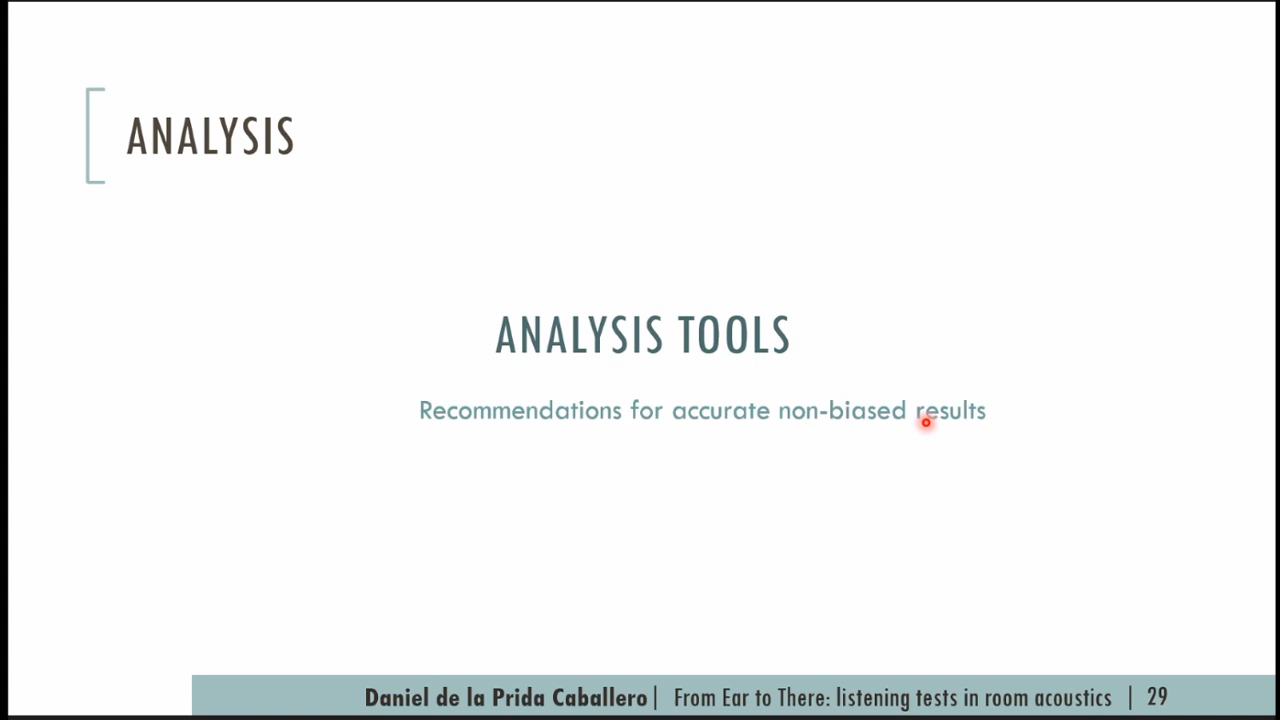 ANALYSIS
ANALYSIS TOOLS
Recommendations for accurate non-biased results
Daniel de la Prida Caballero | From Ear to There: listening tests in room acoustics | 29